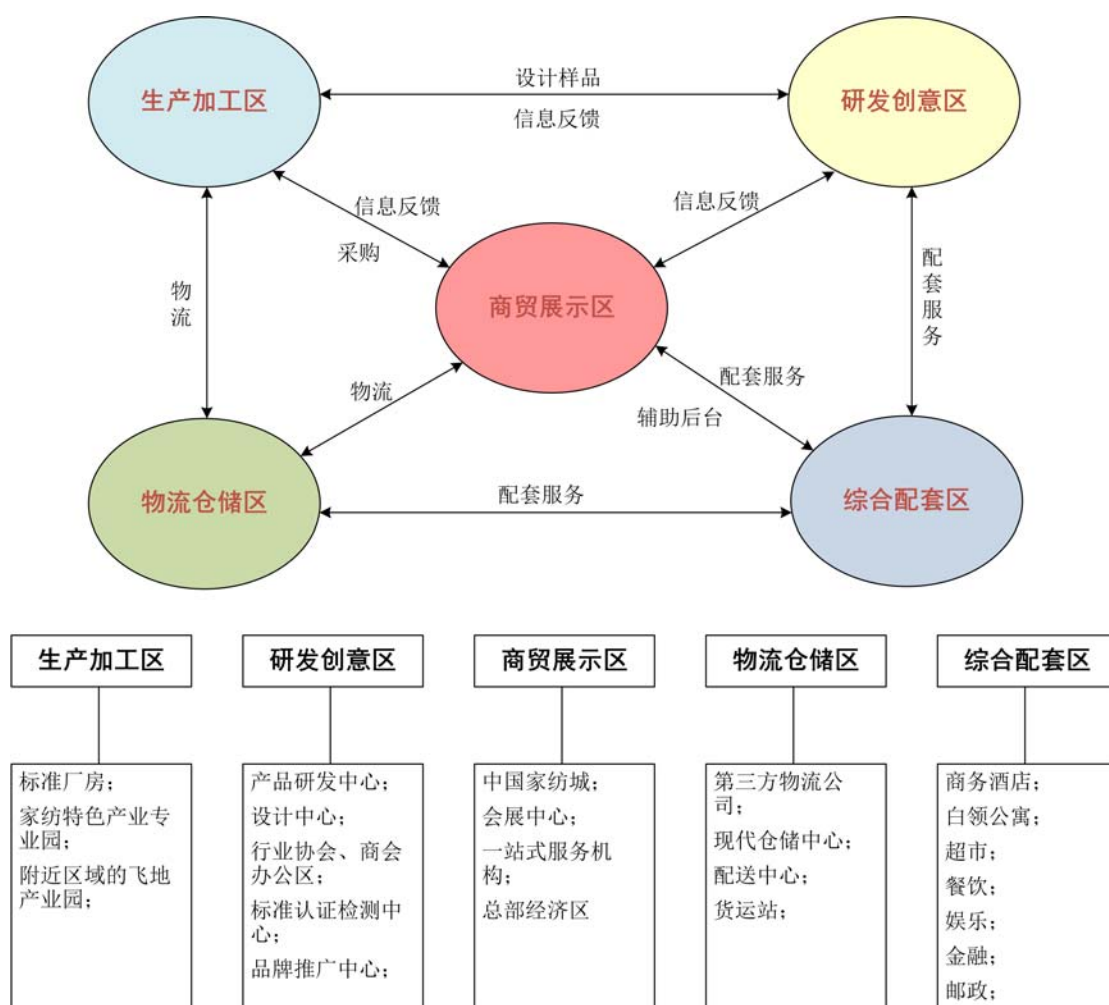 生产加工区
设计样品
信息反馈
研发创意区
信息反馈
采购
信息反馈
物流
商贸展示区
配套服务
物流
配套服务
辅助后台
物流仓储区
配套服务
综合配套区
生产加工区
标准厂房；
家纺特色产业专
业园；
附近区域的飞地
产业园；
研发创意区
产品研发中心；
设计中心；
行业协会、商会
办公区；
标准认证检测中
心；
品牌推广中心；
商贸展示区
中国家纺城；
会展中心；
一站式服务机
构；
总部经济区
物流仓储区
第三方物流公
司；
现代仓储中心；
配送中心；
货运站；
综合配套区
商务酒店；
白领公寓；
超市；
餐饮；
娱乐；
金融；
邮政；